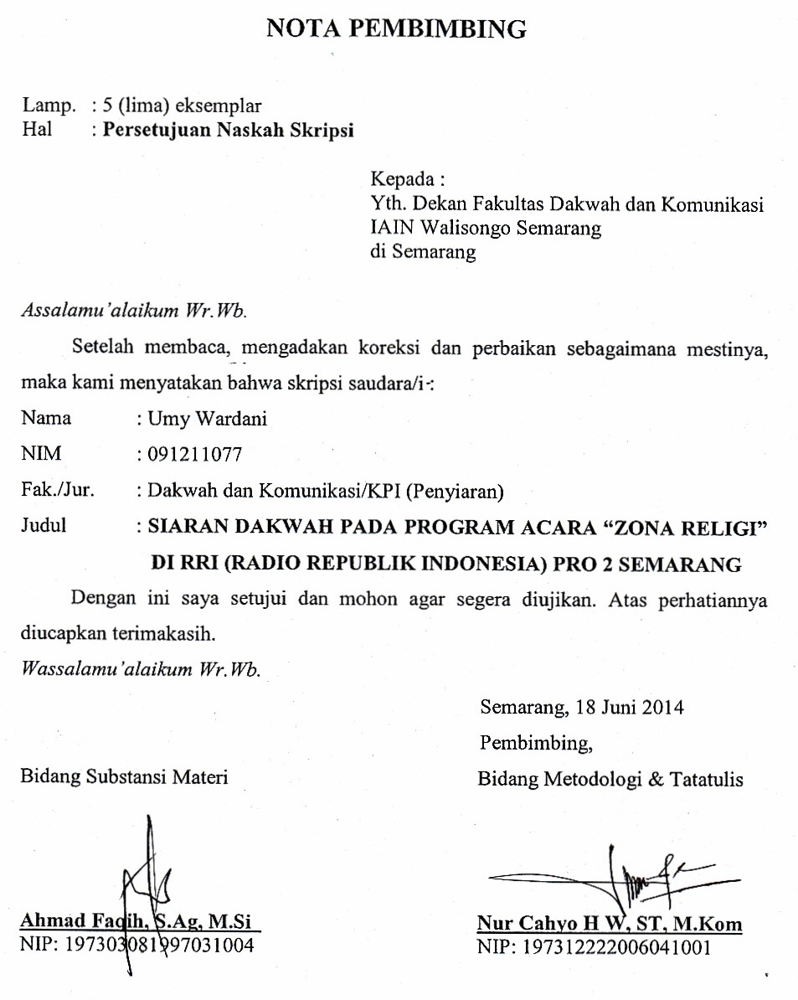 NOTA PEMBIMBING
Lamp. : 5 (lima) eksemplar
Hal : Persetujuan Naskah Skripsi
Kepada :
Yth. Dekan Fakultas Dakwah dan Komunikasi
IAIN Walisongo Semarang
di Semarang
Assalamu'alaikum Wr.Wb.
Setelah membaca, mengadakan koreksi dan perbaikan sebagaimana mestinya,
maka kami menyatakan bahwa skripsi saudara/i :
Nama : Umy Wardani
NIM : 091211077
Fak./Jur. : Dakwah dan Komunikasi/KPI (Penyiaran)
Judul : SIARAN DAKWAH PADA PROGRAM ACARA “ZONA RELIGI”
DI RRI (RADIO REPUBLIK INDONESIA) PRO 2 SEMARANG
Dengan ini saya setujui dan mohon agar segera diujikan. Atas perhatiannya
diucapkan terimakasih.
Wassalamu'alaikum Wr.Wb.
Semarang, 18 Juni 2014
Pembimbing,
Bidang Substansi Materi
Bidang Metodologi & Tatatulis
Ahmad Faqih, S.Ag, M.Si
NIP: 197303081997031004
Nur Cahyo H W, ST, M.Kom
NIP: 197312222006041001